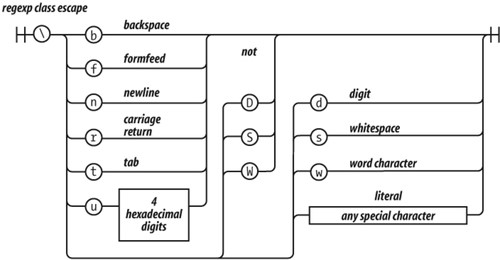 regexp class escape
\
b backspace
f formfeed
n newline
r carriage
return
t tab
u 4
hexadecimal
digits
not
D
S
W
d digit
s whitespace
w word character
literal
any special character